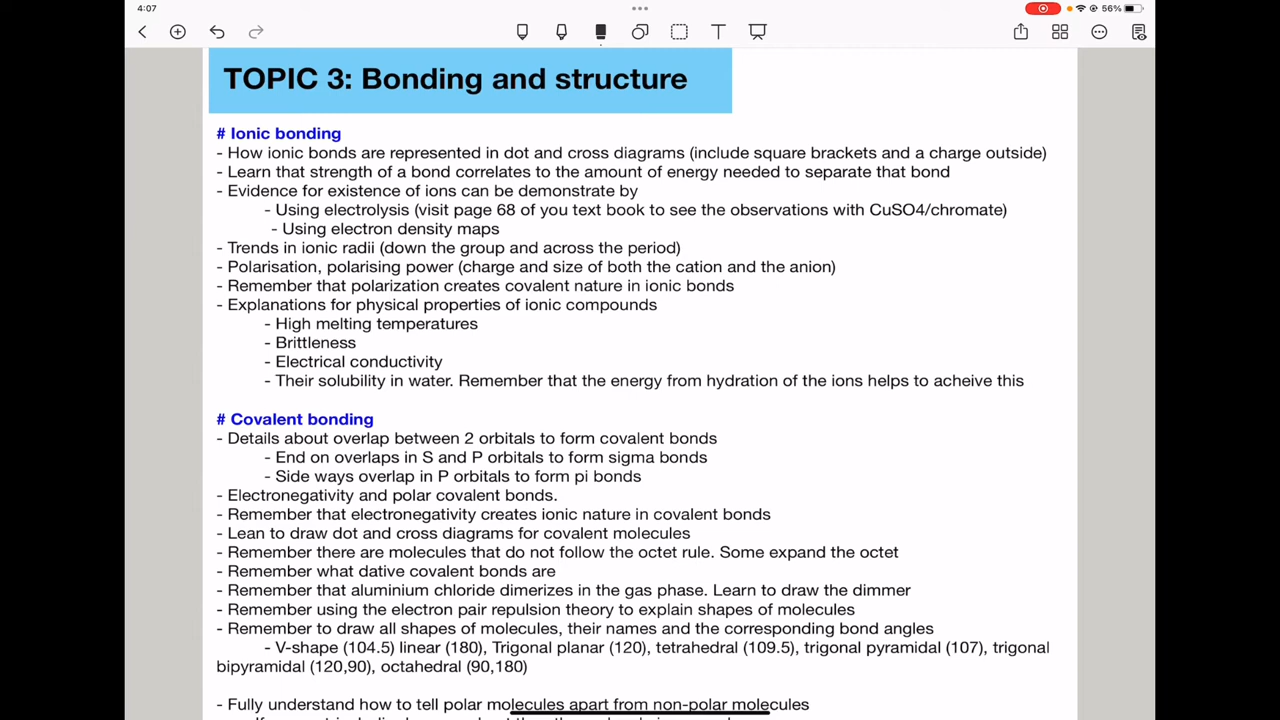 4:07
56%
TOPIC 3: Bonding and structure
# Ionic bonding
- How ionic bonds are represented in dot and cross diagrams (include square brackets and a charge outside)
- Learn that strength of a bond correlates to the amount of energy needed to separate that bond
- Evidence for existence of ions can be demonstrate by
- Using electrolysis (visit page 68 of you text book to see the observations with CuSO4/chromate)
- Using electron density maps
- Trends in ionic radii (down the group and across the period)
- Polarisation, polarising power (charge and size of both the cation and the anion)
- Remember that polarization creates covalent nature in ionic bonds
- Explanations for physical properties of ionic compounds
- High melting temperatures
- Brittleness
- Electrical conductivity
- Their solubility in water. Remember that the energy from hydration of the ions helps to acheive this
# Covalent bonding
- Details about overlap between 2 orbitals to form covalent bonds
- End on overlaps in S and P orbitals to form sigma bonds
- Side ways overlap in P orbitals to form pi bonds
- Electronegativity and polar covalent bonds.
- Remember that electronegativity creates ionic nature in covalent bonds
- Lean to draw dot and cross diagrams for covalent molecules
- Remember there are molecules that do not follow the octet rule. Some expand the octet
- Remember what dative covalent bonds are
- Remember that aluminium chloride dimerizes in the gas phase. Learn to draw the dimmer
- Remember using the electron pair repulsion theory to explain shapes of molecules
- Remember to draw all shapes of molecules, their names and the corresponding bond angles
- V-shape (104.5) linear (180), Trigonal planar (120), tetrahedral (109.5), trigonal pyramidal (107), trigonal
bipyramidal (120,90), octahedral (90,180)
- Fully understand how to tell polar molecules apart from non-polar molecules